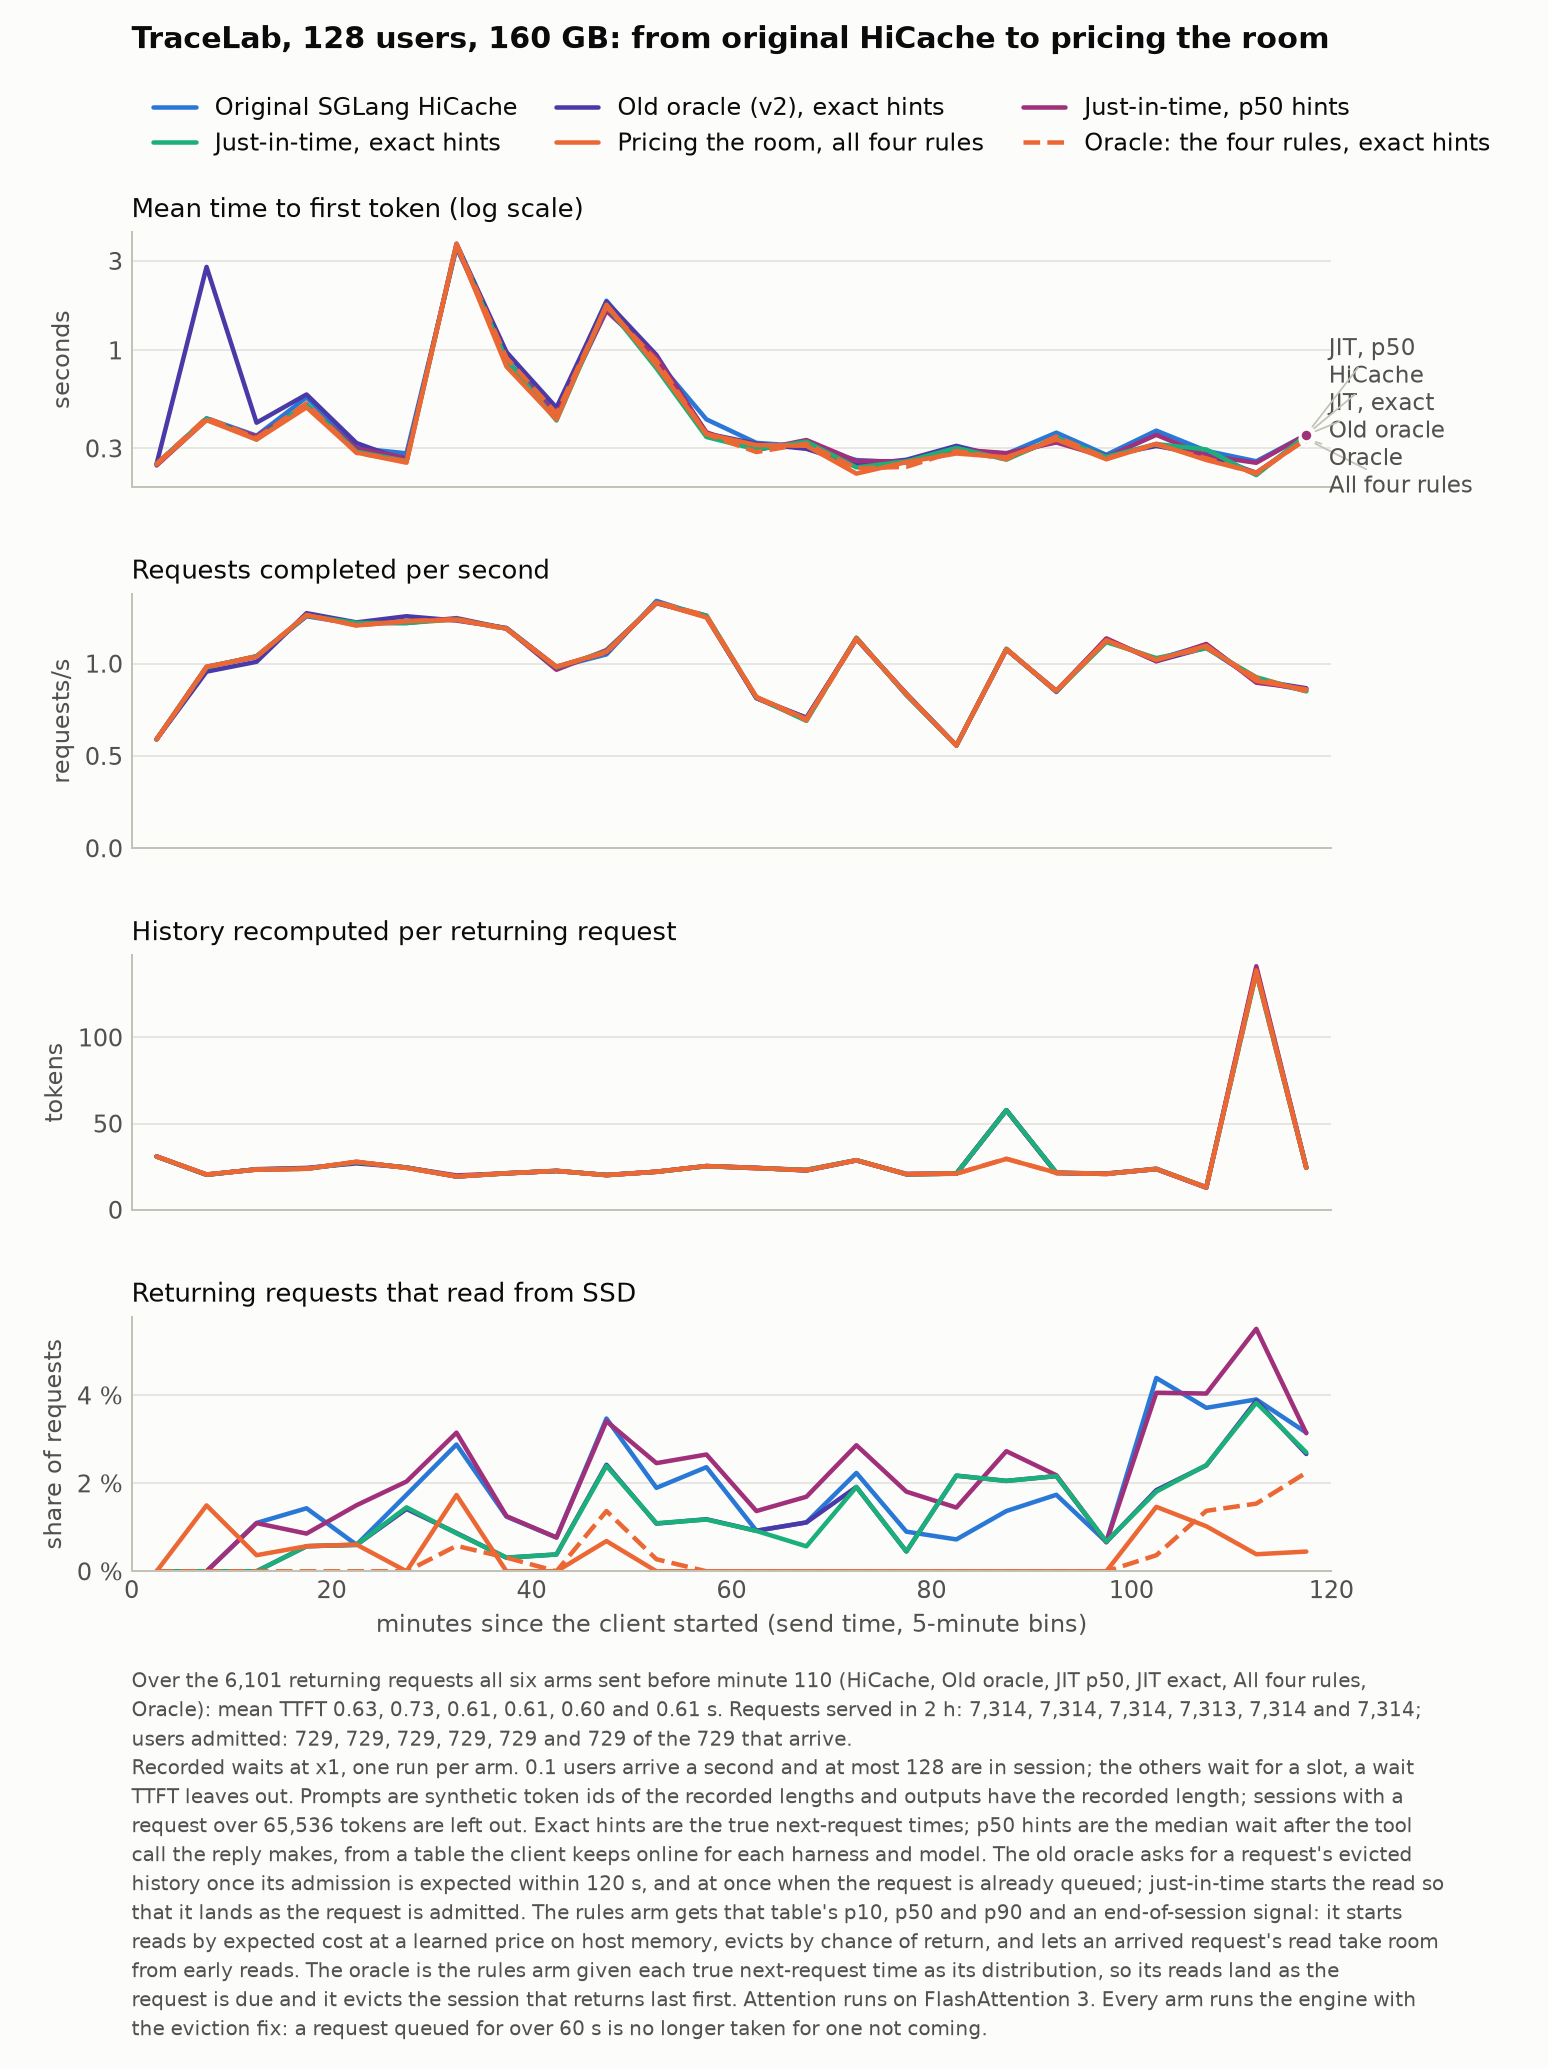 TraceLab, 128 users, 160 GB: from original HiCache to pricing the room
Original SGLang HiCache
Old oracle (v2), exact hints
Just-in-time, p50 hints
Just-in-time, exact hints
Pricing the room, all four rules
Oracle: the four rules, exact hints
Mean time to first token (log scale)
seconds
3
1
0.3
JIT, p50
HiCache
JIT, exact
Old oracle
Oracle
All four rules
Requests completed per second
requests/s
1.0
0.5
0.0
History recomputed per returning request
tokens
100
50
0
Returning requests that read from SSD
share of requests
4 %
2 %
0 %
0 20 40 60 80 100 120
minutes since the client started (send time, 5-minute bins)
Over the 6,101 returning requests all six arms sent before minute 110 (HiCache, Old oracle, JIT p50, JIT exact, All four rules,
Oracle): mean TTFT 0.63, 0.73, 0.61, 0.61, 0.60 and 0.61 s. Requests served in 2 h: 7,314, 7,314, 7,314, 7,313, 7,314 and 7,314;
users admitted: 729, 729, 729, 729, 729 and 729 of the 729 that arrive.
Recorded waits at x1, one run per arm. 0.1 users arrive a second and at most 128 are in session; the others wait for a slot, a wait
TTFT leaves out. Prompts are synthetic token ids of the recorded lengths and outputs have the recorded length; sessions with a
request over 65,536 tokens are left out. Exact hints are the true next-request times; p50 hints are the median wait after the tool
call the reply makes, from a table the client keeps online for each harness and model. The old oracle asks for a request's evicted
history once its admission is expected within 120 s, and at once when the request is already queued; just-in-time starts the read so
that it lands as the request is admitted. The rules arm gets that table's p10, p50 and p90 and an end-of-session signal: it starts
reads by expected cost at a learned price on host memory, evicts by chance of return, and lets an arrived request's read take room
from early reads. The oracle is the rules arm given each true next-request time as its distribution, so its reads land as the
request is due and it evicts the session that returns last first. Attention runs on FlashAttention 3. Every arm runs the engine with
the eviction fix: a request queued for over 60 s is no longer taken for one not coming.